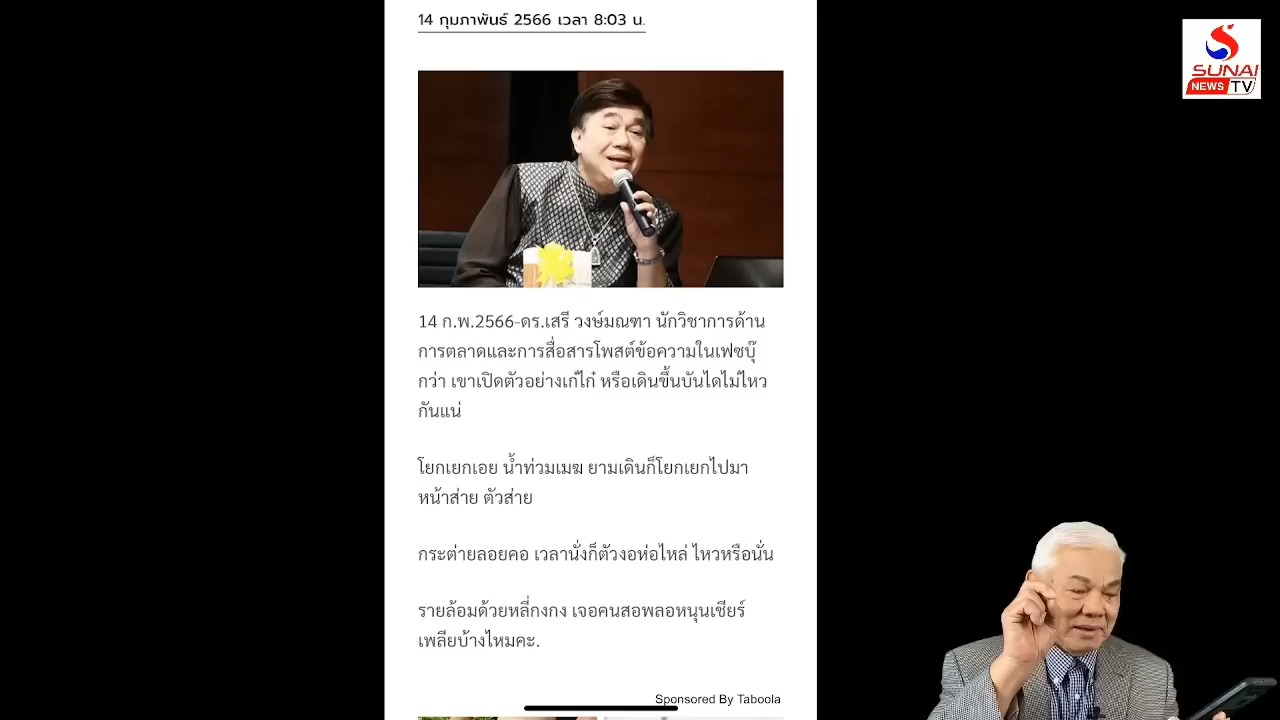 14 กุมภาพันธ์ 2566 เวลา 8:03 น.
SUNAI
NEWS TV
14 ก.พ.2566-ดร.เสรี วงษ์มณฑา นักวิชาการด้าน
การตลาดและการสื่อสารโพสต์ข้อความในเฟซบุ๊
กว่า เขาเปิดตัวอย่างเก๋ไก๋ หรือเดินขึ้นบันไดไม่ไหว
กันแน่
โยกเยกเอย น้ำท่วมเมฆ ยามเดินก็โยกเยกไปมา
หน้าส่าย ตัวส่าย
กระต่ายลอยคอ เวลานั่งก็ตัวงอห่อไหล่ ไหวหรือนั่น
รายล้อมด้วยหลี่กงกง เจอคนสอพลอหนุนเชียร์
เพลียบ้างไหมคะ.
Sponsored By Taboola